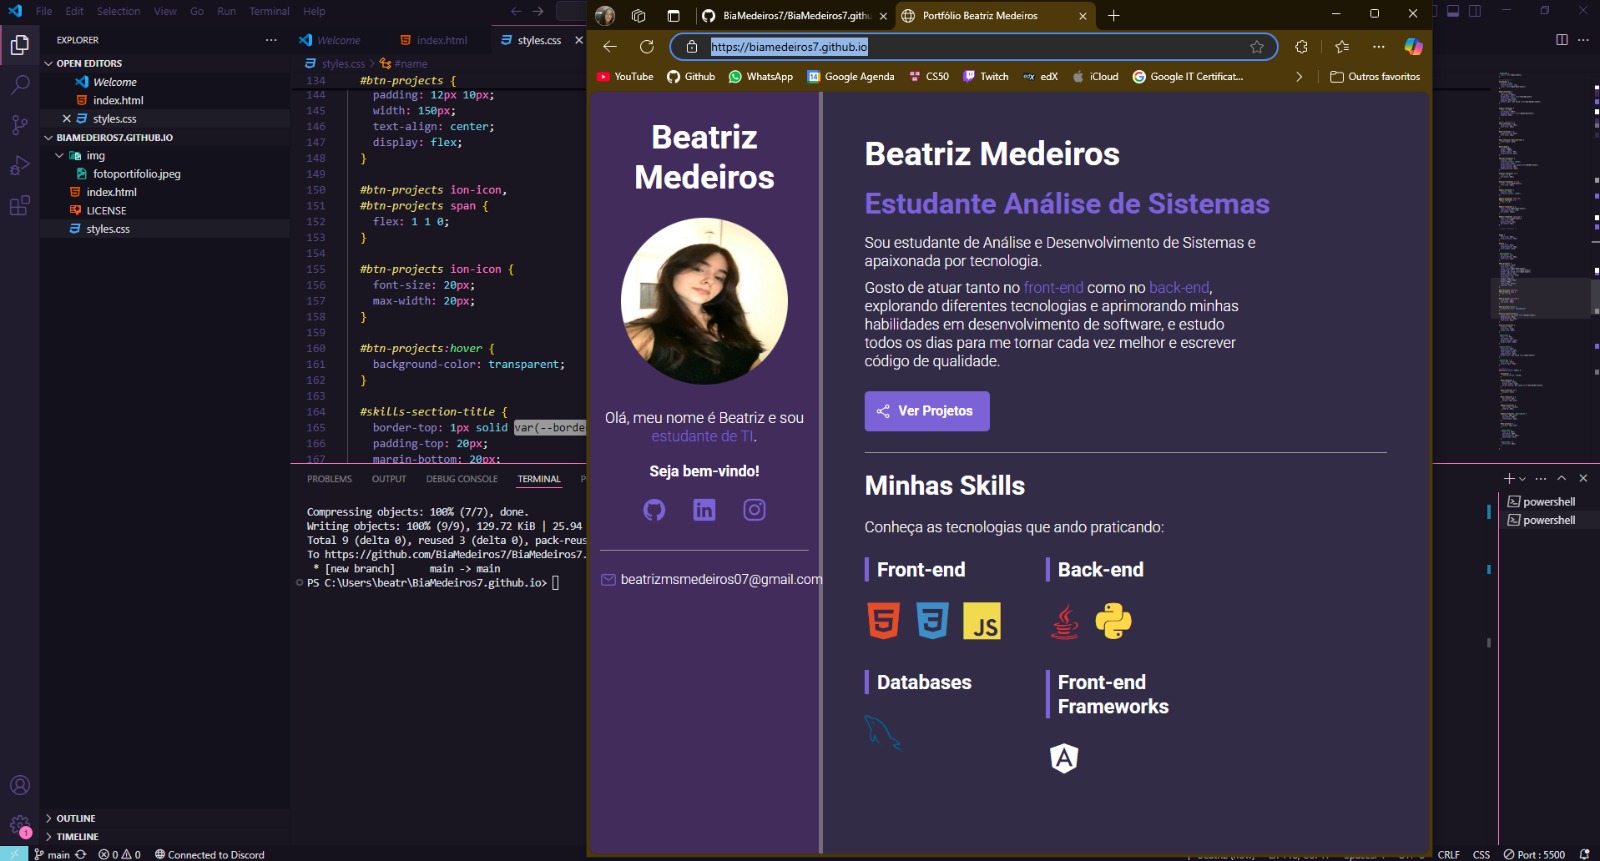 File Edit Selection View Go Run Terminal Help
EXPLORER
OPEN EDITORS
Welcome
index.html
styles.css
BIAMEDEIROS7.GITHUB.IO
img
fotoportifolio.jpeg
index.html
LICENSE
styles.css
OUTLINE
TIMELINE
Welcome index.html styles.css
styles.css > #name
134 #btn-projects {
144 padding: 12px 10px;
145 width: 150px;
146 text-align: center;
147 display: flex;
148 }
149
150 #btn-projects ion-icon,
151 #btn-projects span {
152 flex: 1 1 0;
153 }
154
155 #btn-projects ion-icon {
156 font-size: 20px;
157 max-width: 20px;
158 }
159
160 #btn-projects:hover {
161 background-color: transparent;
162 }
163
164 #skills-section-title {
165 border-top: 1px solid var(--borde
166 padding-top: 20px;
167 margin-bottom: 20px;
PROBLEMS OUTPUT DEBUG CONSOLE TERMINAL P
Compressing objects: 100% (7/7), done.
Writing objects: 100% (9/9), 129.72 KiB | 25.94
Total 9 (delta 0), reused 3 (delta 0), pack-reus
To https://github.com/BiaMedeiros7/BiaMedeiros7.
* [new branch] main -> main
PS C:\Users\beatr\BiaMedeiros7.github.io>
powershell
powershell
BiaMedeiros7/BiaMedeiros7.gith
Portfólio Beatriz Medeiros
https://biamedeiros7.github.io
YouTube Github WhatsApp Google Agenda CS50 Twitch edX iCloud Google IT Certificat... Outros favoritos
Beatriz
Medeiros
Olá, meu nome é Beatriz e sou
estudante de TI.
Seja bem-vindo!
beatrizmsmedeiros07@gmail.com
Beatriz Medeiros
Estudante Análise de Sistemas
Sou estudante de Análise e Desenvolvimento de Sistemas e
apaixonada por tecnologia.
Gosto de atuar tanto no front-end como no back-end,
explorando diferentes tecnologias e aprimorando minhas
habilidades em desenvolvimento de software, e estudo
todos os dias para me tornar cada vez melhor e escrever
código de qualidade.
Ver Projetos
Minhas Skills
Conheça as tecnologias que ando praticando:
Front-end
Back-end
JS
Databases
Front-end
Frameworks
main 0 0 Connected to Discord
CRLF CSS Port : 5500